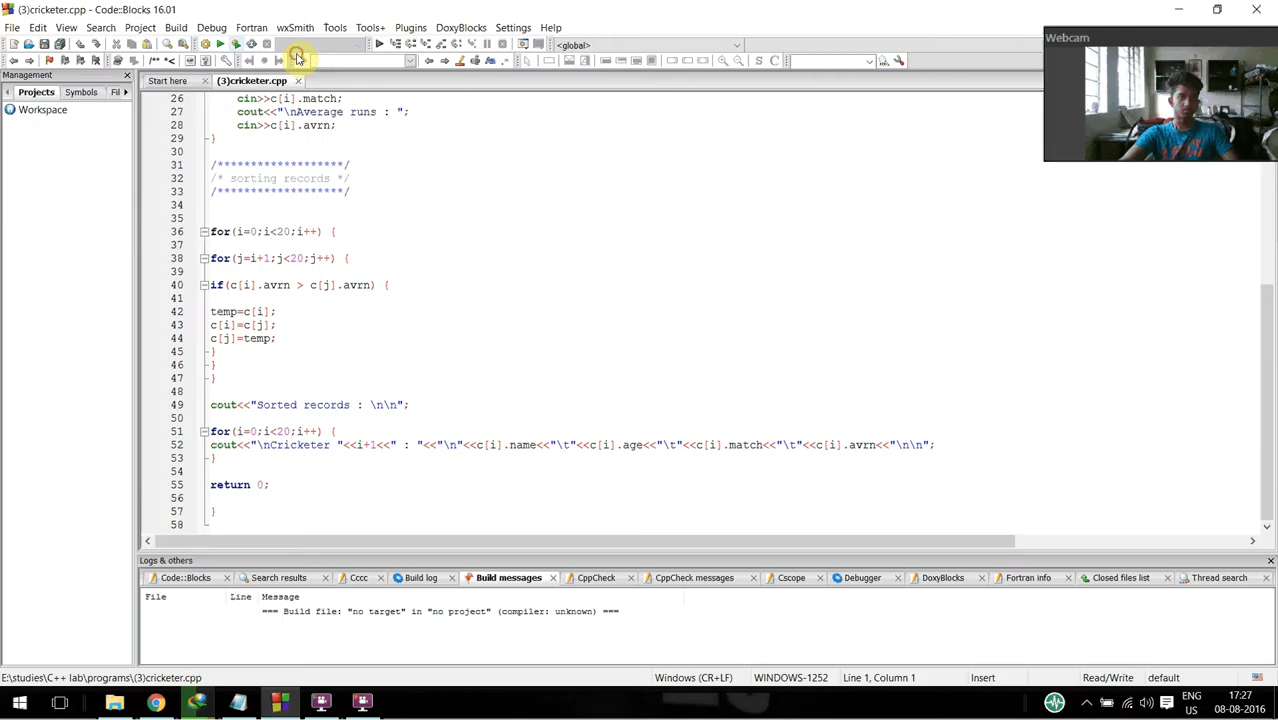 (3)cricketer.cpp - Code::Blocks 16.01
File Edit View Search Project Build Debug Fortran wxSmith Tools Tools+ Plugins DoxyBlocks Settings Help
<global>
/** *<
S C
Management
Projects Symbols Fil
Workspace
Start here (3)cricketer.cpp
26 cin>>c[i].match;
27 cout<<"\nAverage runs : ";
28 cin>>c[i].avrn;
29 }
30
31 /*******************/
32 /* sorting records */
33 /*******************/
34
35
36 for(i=0;i<20;i++) {
37
38 for(j=i+1;j<20;j++) {
39
40 if(c[i].avrn > c[j].avrn) {
41
42 temp=c[i];
43 c[i]=c[j];
44 c[j]=temp;
45 }
46 }
47 }
48
49 cout<<"Sorted records : \n\n";
50
51 for(i=0;i<20;i++) {
52 cout<<"\nCricketer "<<i+1<<" : "<<"\n"<<c[i].name<<"\t"<<c[i].age<<"\t"<<c[i].match<<"\t"<<c[i].avrn<<"\n\n";
53 }
54
55 return 0;
56
57 }
58
Webcam
Logs & others
Code::Blocks Search results Cccc Build log Build messages CppCheck CppCheck messages Cscope Debugger DoxyBlocks Fortran info Closed files list Thread search
File Line Message
=== Build file: "no target" in "no project" (compiler: unknown) ===
E:\studies\C++ lab\programs\(3)cricketer.cpp Windows (CR+LF) WINDOWS-1252 Line 1, Column 1 Insert Read/Write default
ENG
US
17:27
08-08-2016